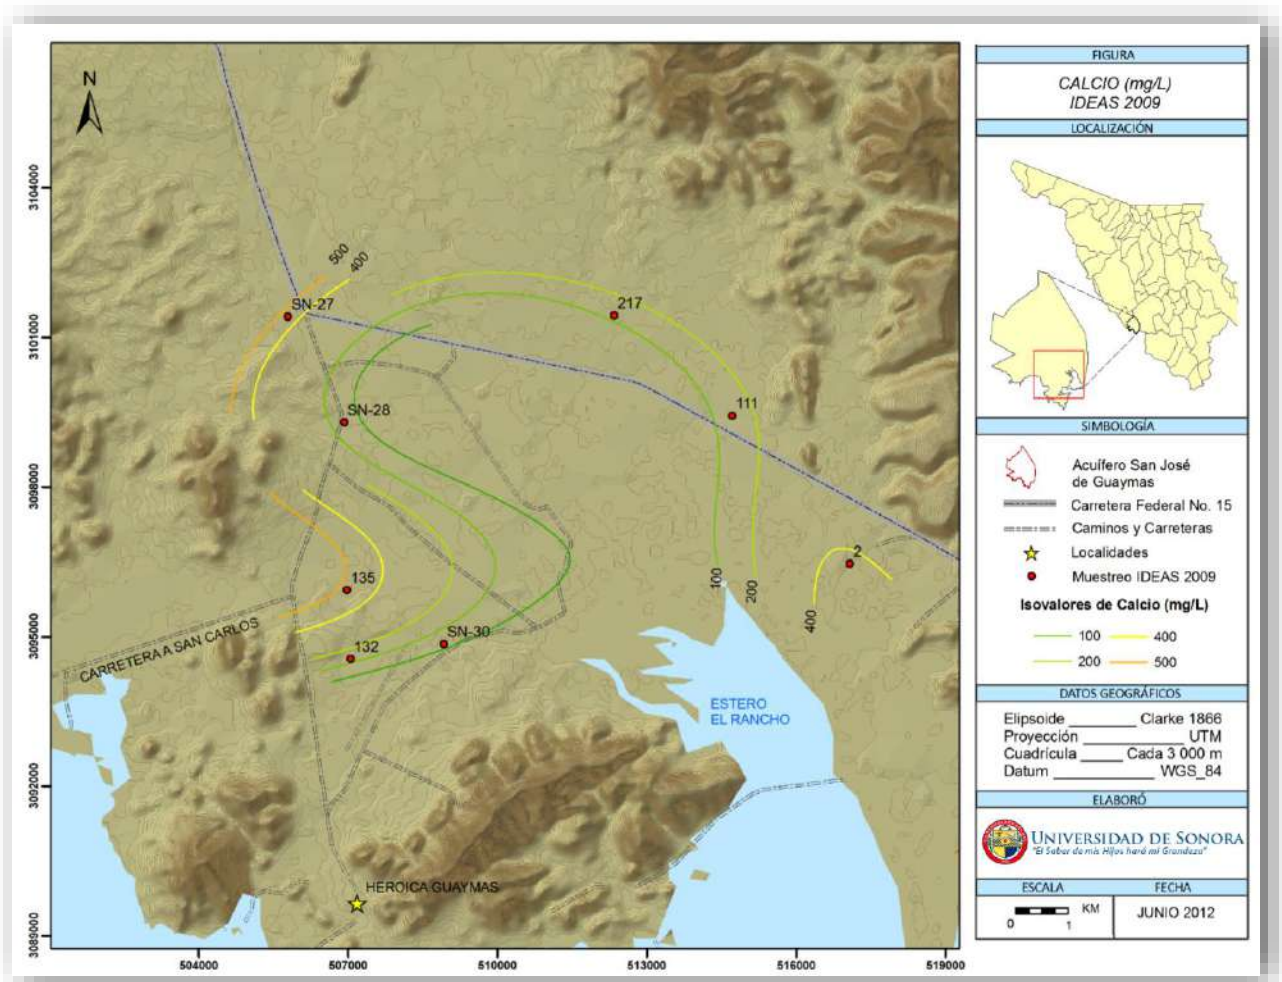 N
3104000
3101000
3098000
3095000
3092000
3089000
504000
507000
510000
513000
516000
519000
500
400
SN-27
217
SN-28
111
2
135
132
SN-30
100
200
400
CARRETERA A SAN CARLOS
ESTERO
EL RANCHO
HEROICA GUAYMAS
FIGURA
CALCIO (mg/L)
IDEAS 2009
LOCALIZACIÓN
SIMBOLOGÍA
Acuífero San José
de Guaymas
Carretera Federal No. 15
Caminos y Carreteras
Localidades
Muestreo IDEAS 2009
Isovalores de Calcio (mg/L)
100 400
200 500
DATOS GEOGRÁFICOS
Elipsoide ________ Clarke 1866
Proyección __________ UTM
Cuadrícula _____ Cada 3 000 m
Datum __________ WGS_84
ELABORÓ
UNIVERSIDAD DE SONORA
"El Saber de mis Hijos hará mi Grandeza"
ESCALA
KM
0 1
FECHA
JUNIO 2012